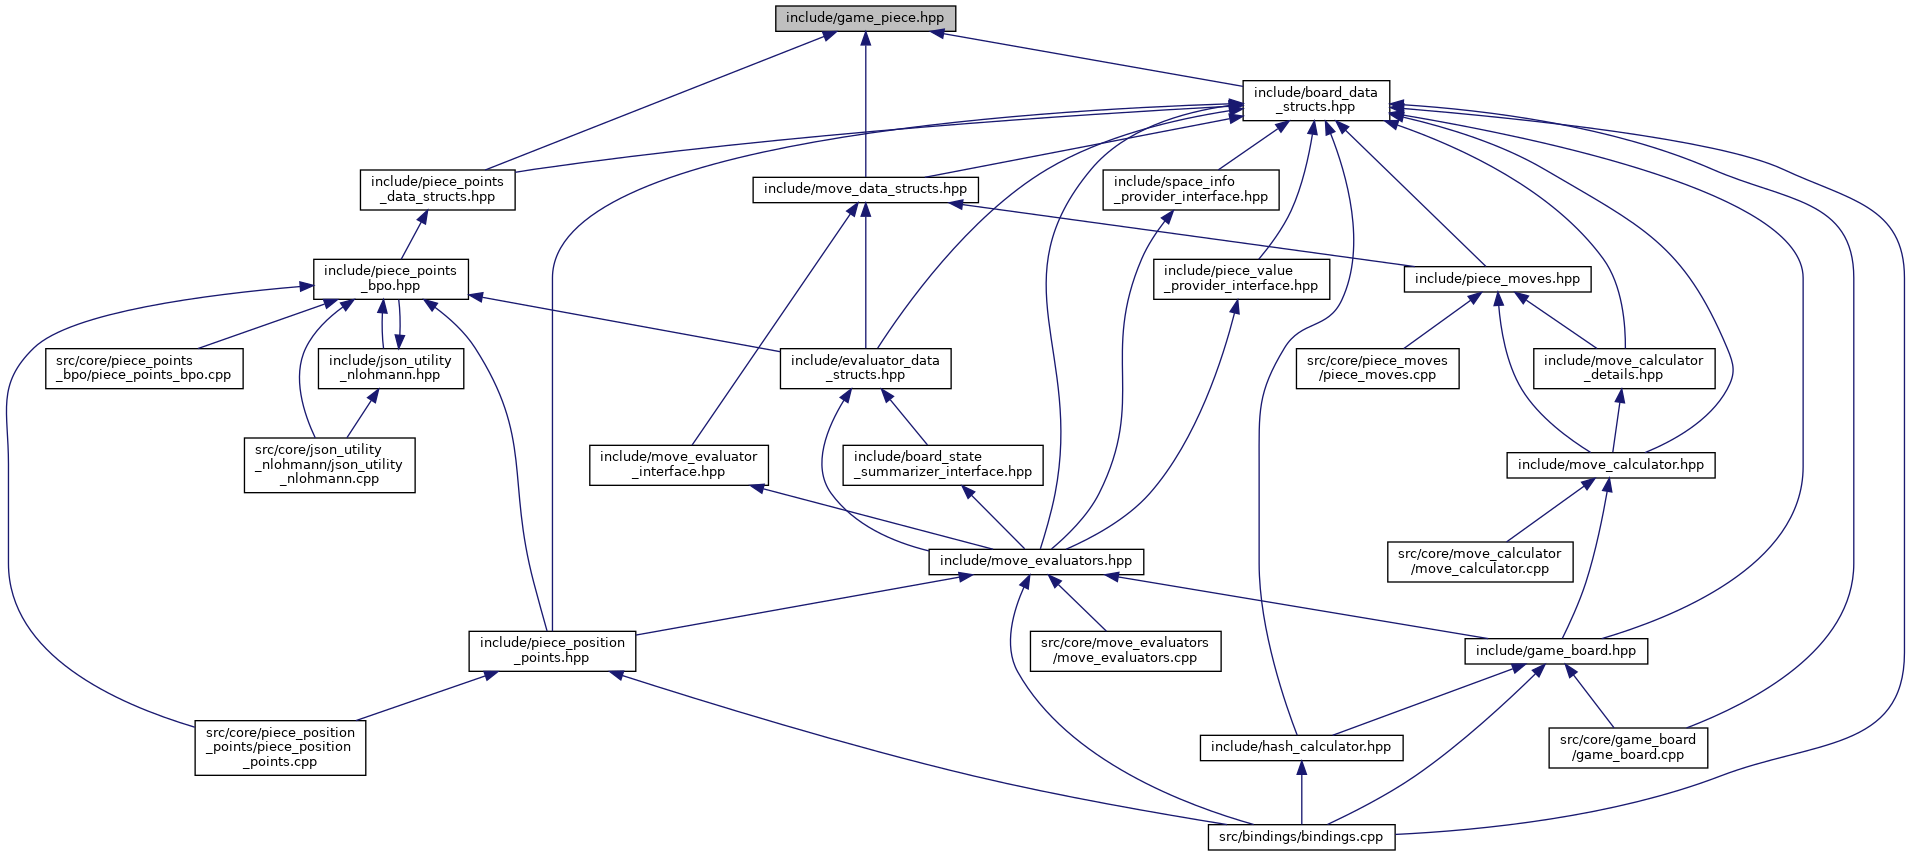 include/game_piece.hpp
include/board_data
_structs.hpp
include/piece_points
_data_structs.hpp
include/move_data_structs.hpp
include/space_info
_provider_interface.hpp
include/piece_points
_bpo.hpp
include/piece_value
_provider_interface.hpp
include/piece_moves.hpp
src/core/piece_points
_bpo/piece_points_bpo.cpp
include/json_utility
_nlohmann.hpp
include/evaluator_data
_structs.hpp
src/core/piece_moves
/piece_moves.cpp
include/move_calculator
_details.hpp
src/core/json_utility
_nlohmann/json_utility
_nlohmann.cpp
include/move_evaluator
_interface.hpp
include/board_state
_summarizer_interface.hpp
include/move_calculator.hpp
include/move_evaluators.hpp
src/core/move_calculator
/move_calculator.cpp
include/piece_position
_points.hpp
src/core/move_evaluators
/move_evaluators.cpp
include/game_board.hpp
src/core/piece_position
_points/piece_position
_points.cpp
include/hash_calculator.hpp
src/core/game_board
/game_board.cpp
src/bindings/bindings.cpp